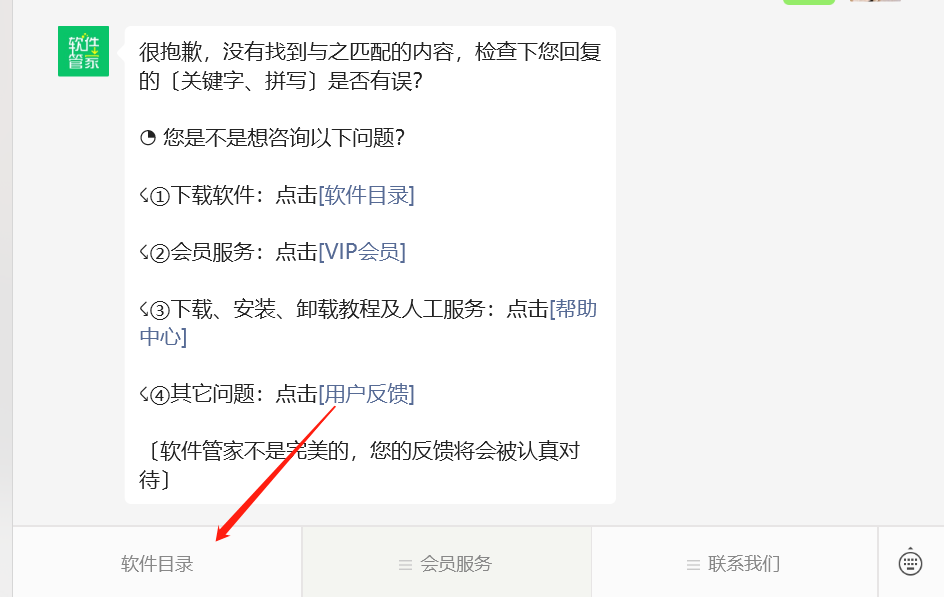 软件
管家
很抱歉，没有找到与之匹配的内容，检查下您回复
的〔关键字、拼写〕是否有误？
◔ 您是不是想咨询以下问题？
☇①下载软件：点击[软件目录]
☇②会员服务：点击[VIP会员]
☇③下载、安装、卸载教程及人工服务：点击[帮助
中心]
☇④其它问题：点击[用户反馈]
〔软件管家不是完美的，您的反馈将会被认真对
待〕
软件目录
会员服务
联系我们